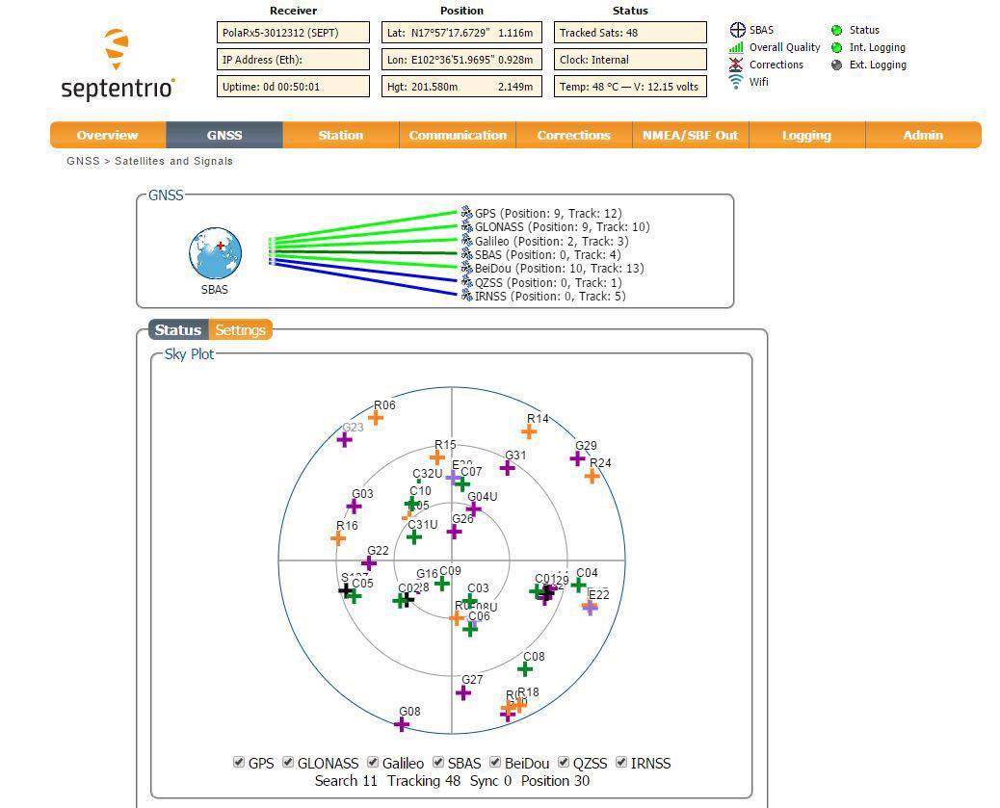 septentrio
Receiver
PolaRx5-3012312 (SEPT)
IP Address (Eth):
Uptime: 0d 00:50:01
Position
Lat: N17°57'17.6729" 1.116m
Lon: E102°36'51.9695" 0.928m
Hgt: 201.580m 2.149m
Status
Tracked Sats: 48
Clock: Internal
Temp: 48 °C — V: 12.15 volts
SBAS
Overall Quality
Corrections
Wifi
Status
Int. Logging
Ext. Logging
Overview GNSS Station Communication Corrections NMEA/SBF Out Logging Admin
GNSS > Satellites and Signals
GNSS
SBAS
GPS (Position: 9, Track: 12)
GLONASS (Position: 9, Track: 10)
Galileo (Position: 2, Track: 3)
SBAS (Position: 0, Track: 4)
BeiDou (Position: 10, Track: 13)
QZSS (Position: 0, Track: 1)
IRNSS (Position: 0, Track: 5)
Status Settings
Sky Plot
R06
R14
G23
R15
G29
G31
R24
C32U
C07
C10
G03
G04U
G26
R16
C31U
G22
G16
C09
C04
C05
C01
C02
C03
E22
C06
C08
G27
R18
G08
GPS GLONASS Galileo SBAS BeiDou QZSS IRNSS
Search 11 Tracking 48 Sync 0 Position 30